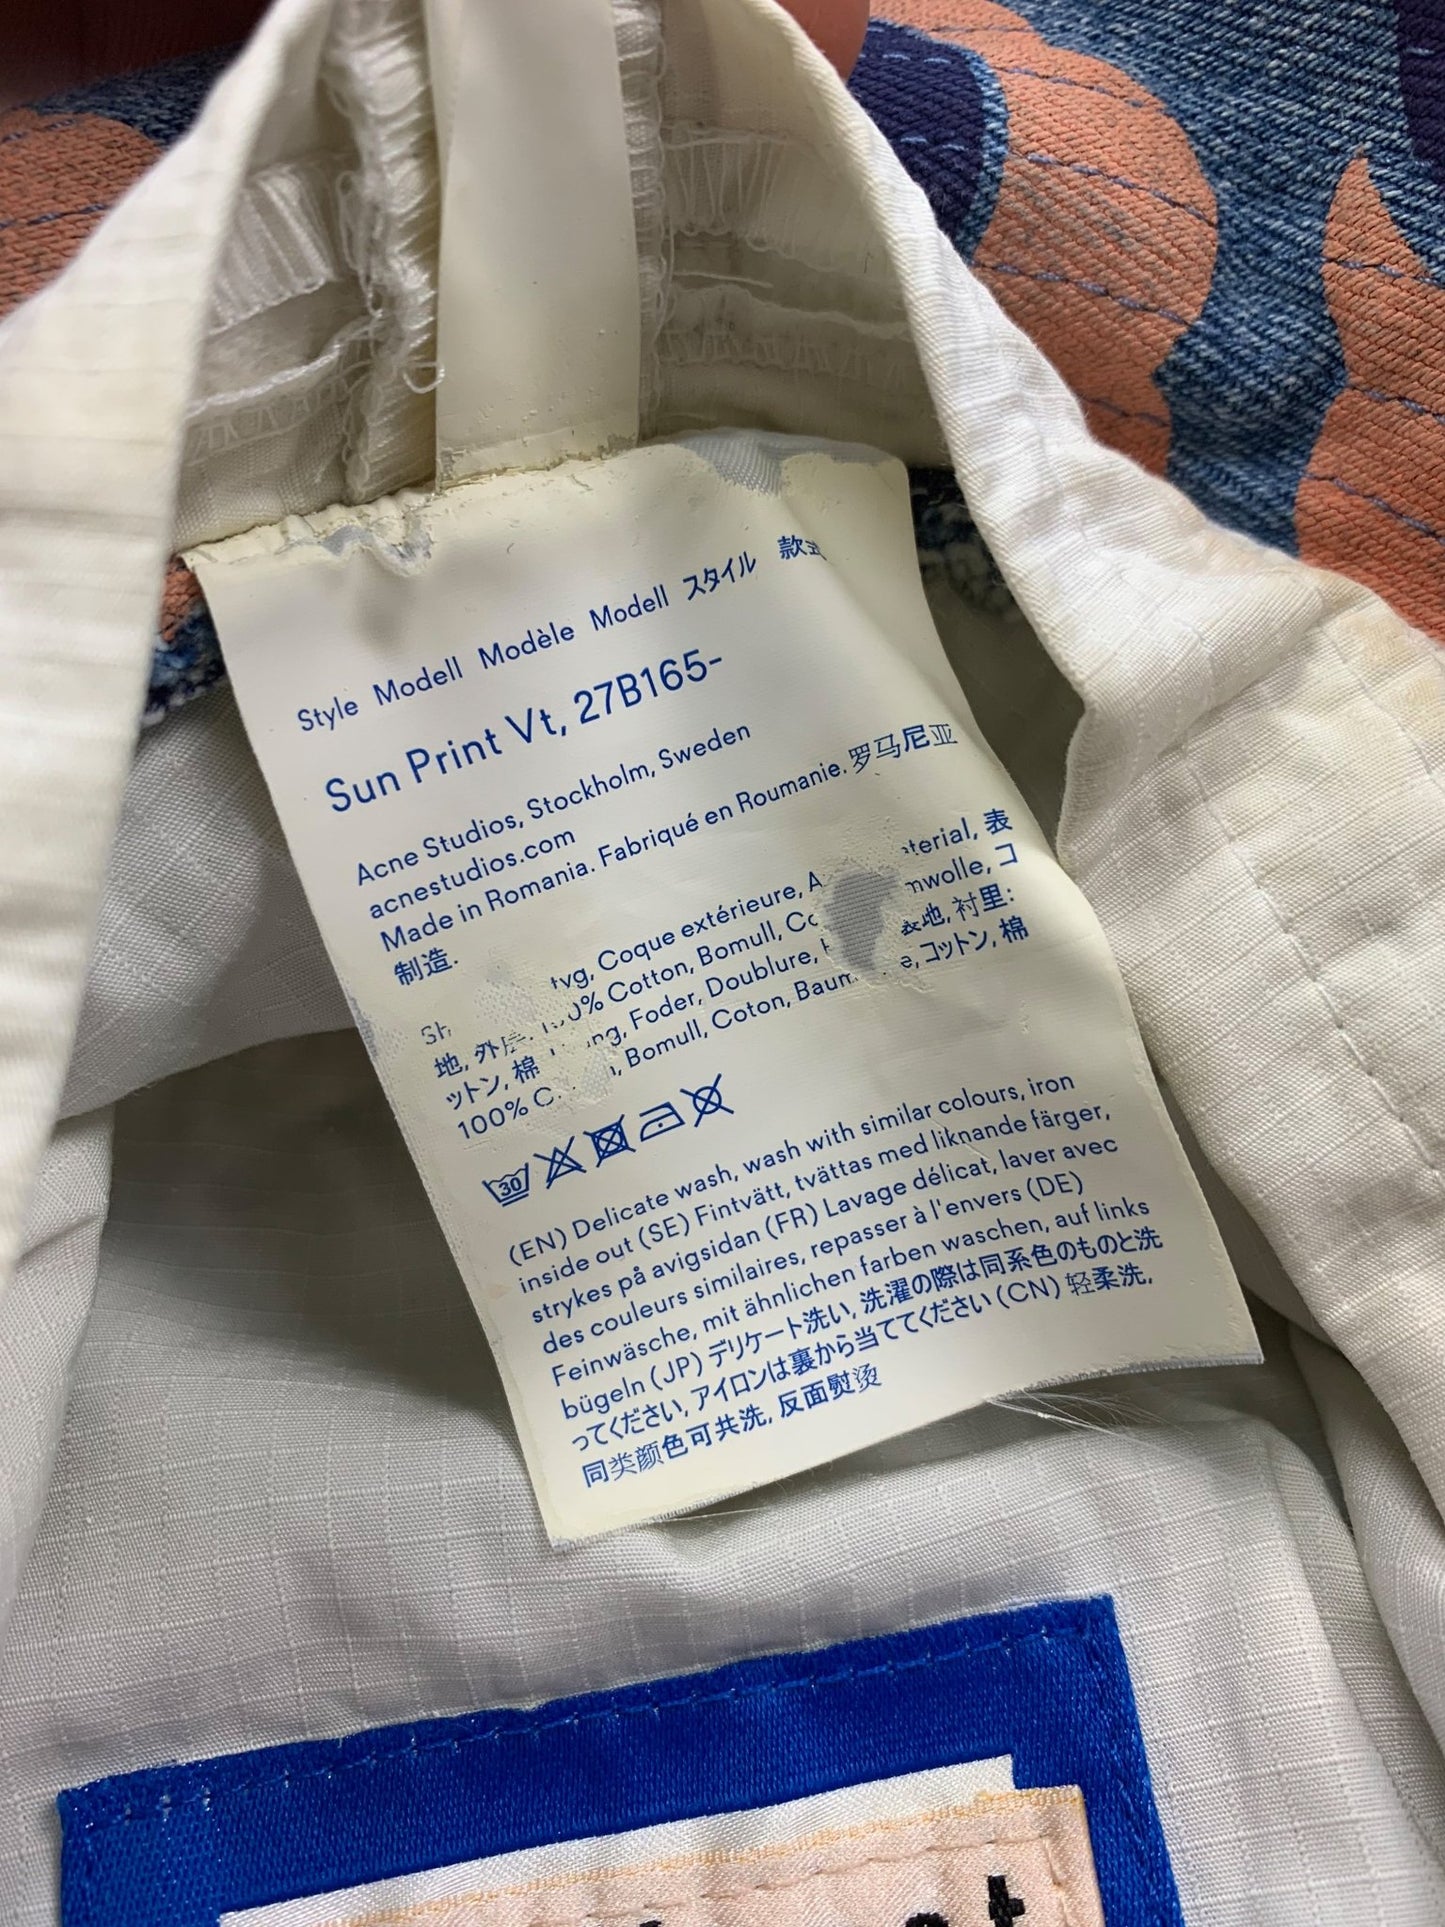 Style Modell Modèle Modell スタイル 款式
Sun Print Vt, 27B165-
Acne Studios, Stockholm, Sweden
acnestudios.com
Made in Romania. Fabriqué en Roumanie. 罗马尼亚
制造.
tyg, Coque extérieure, 表
地, 外层, 100% Cotton, Bomull, コ
ットン, 棉 Foder, Doublure, 表地, 衬里:
100% Bomull, Coton, コットン, 棉
30
(EN) Delicate wash, wash with similar colours, iron
inside out (SE) Fintvätt, tvättas med liknande färger,
strykes på avigsidan (FR) Lavage délicat, laver avec
des couleurs similaires, repasser à l'envers (DE)
Feinwäsche, mit ähnlichen farben waschen, auf links
bügeln (JP) デリケート洗い, 洗濯の際は同系色のものと洗
ってください, アイロンは裏から当ててください (CN) 轻柔洗,
同类颜色可共洗, 反面熨烫